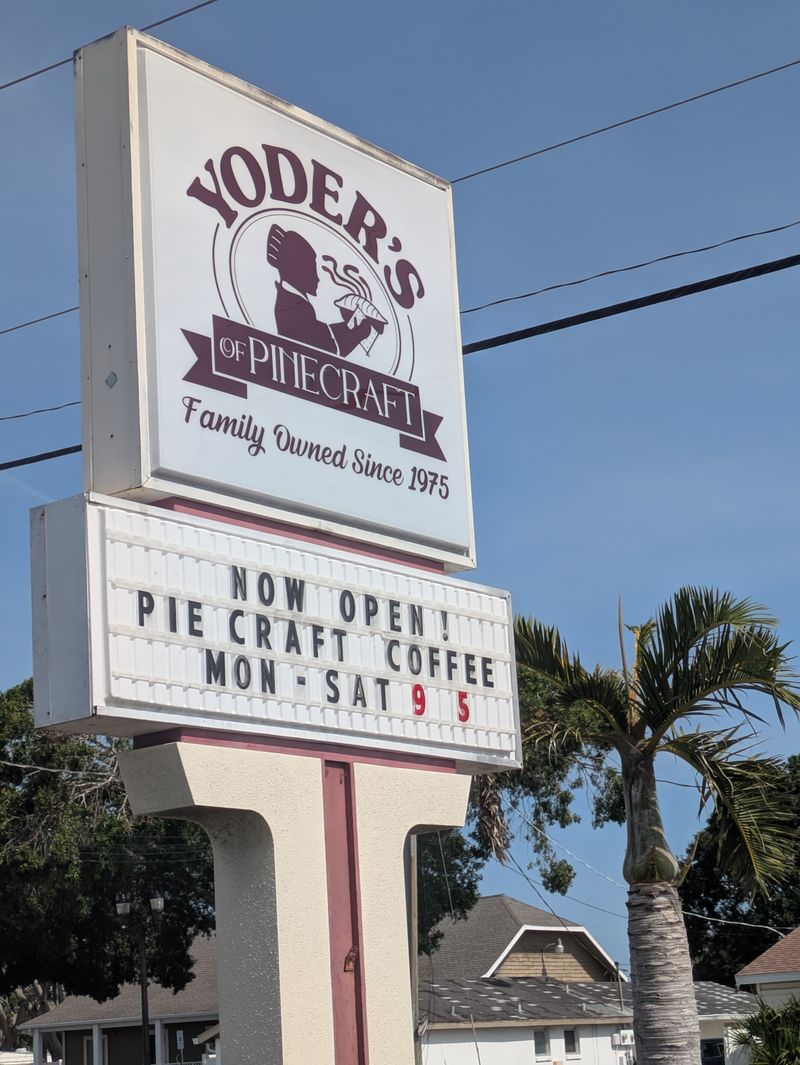 YODER'S
OF PINECRAFT
Family Owned Since 1975
NOW OPEN!
PIE CRAFT COFFEE
MON - SAT 9 5